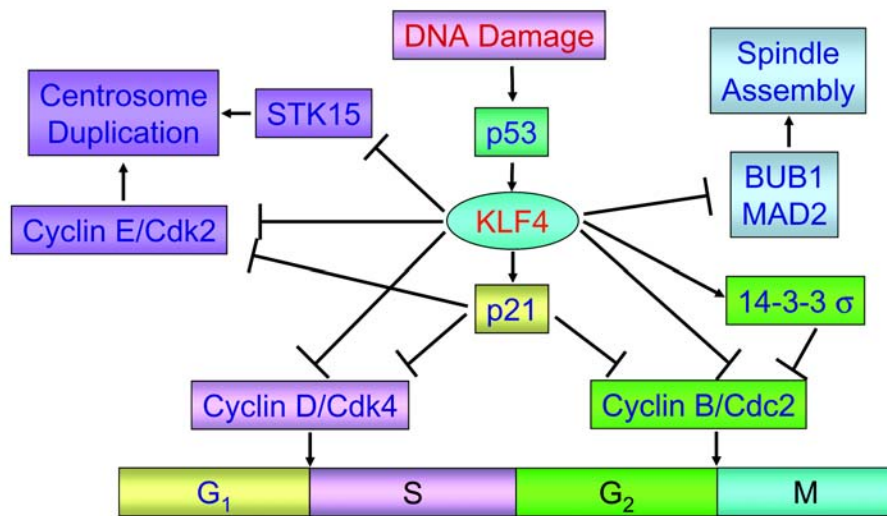 DNA Damage
Spindle
Assembly
Centrosome
Duplication
STK15
p53
BUB1
MAD2
Cyclin E/Cdk2
KLF4
14-3-3 σ
p21
Cyclin D/Cdk4
Cyclin B/Cdc2
G₁ S G₂ M